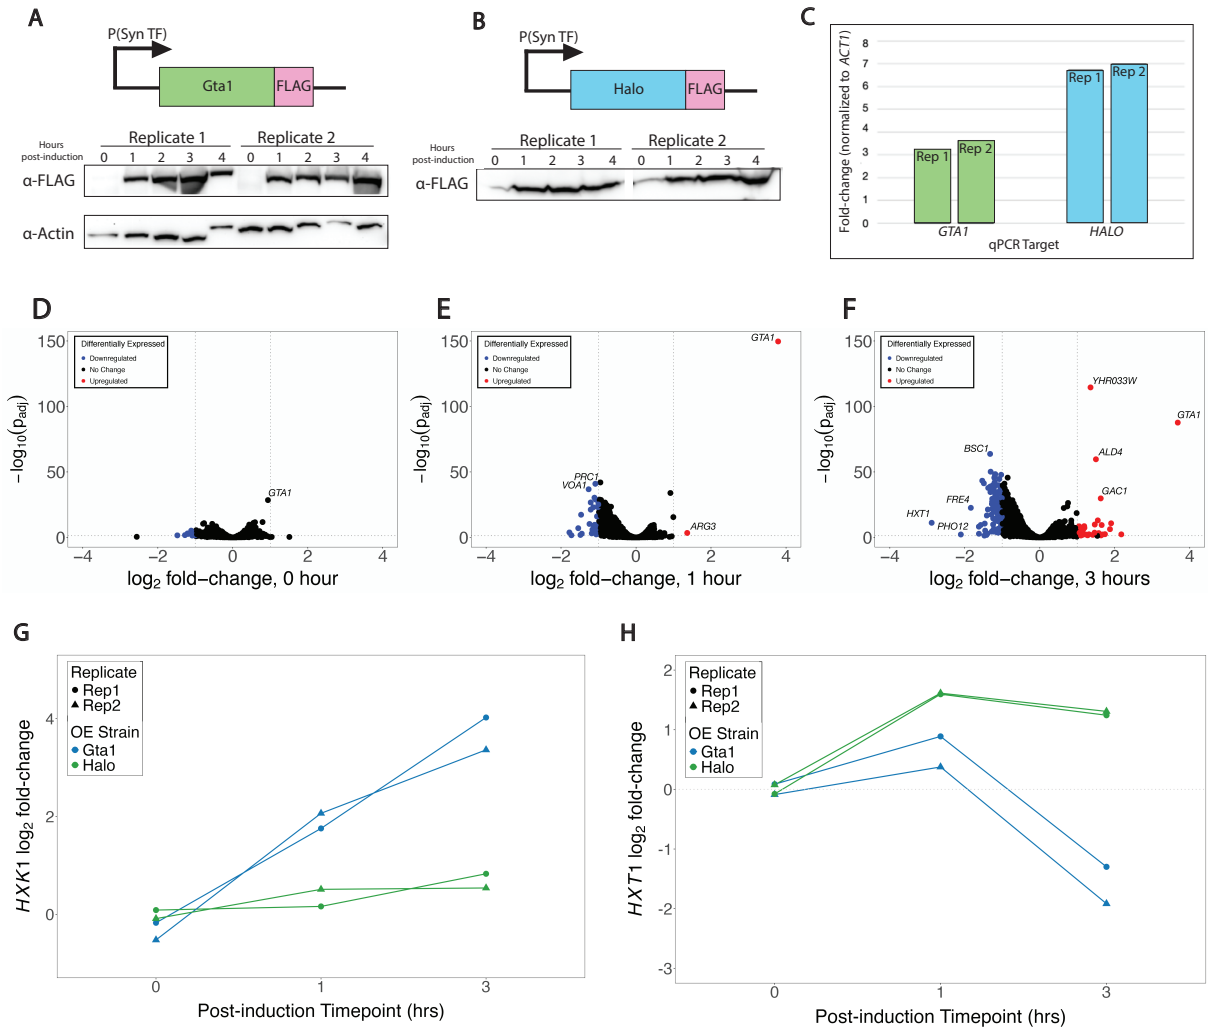 A
P(Syn TF)
Gta1
FLAG
Hours
post-induction
Replicate 1
Replicate 2
0 1 2 3 4 0 1 2 3 4
α-FLAG
α-Actin
B
P(Syn TF)
Halo
FLAG
Hours
post-induction
Replicate 1
Replicate 2
0 1 2 3 4 0 1 2 3 4
α-FLAG
C
Fold-change (normalized to ACT1)
8
7
6
5
4
3
2
1
0
Rep 1
Rep 2
Rep 1
Rep 2
GTA1
HALO
qPCR Target
D
−log10(padj)
150
100
50
0
Differentially Expressed
Downregulated
No Change
Upregulated
GTA1
−4 −2 0 2 4
log2 fold−change, 0 hour
E
−log10(padj)
150
100
50
0
Differentially Expressed
Downregulated
No Change
Upregulated
GTA1
PRC1
VOA1
ARG3
−4 −2 0 2 4
log2 fold−change, 1 hour
F
−log10(padj)
150
100
50
0
Differentially Expressed
Downregulated
No Change
Upregulated
YHR033W
GTA1
BSC1
ALD4
GAC1
FRE4
HXT1
PHO12
−4 −2 0 2 4
log2 fold−change, 3 hours
G
HXK1 log2 fold−change
4
2
0
Replicate
Rep1
Rep2
OE Strain
Gta1
Halo
0 1 3
Post-induction Timepoint (hrs)
H
HXT1 log2 fold−change
2
1
0
-1
-2
-3
Replicate
Rep1
Rep2
OE Strain
Gta1
Halo
0 1 3
Post-induction Timepoint (hrs)